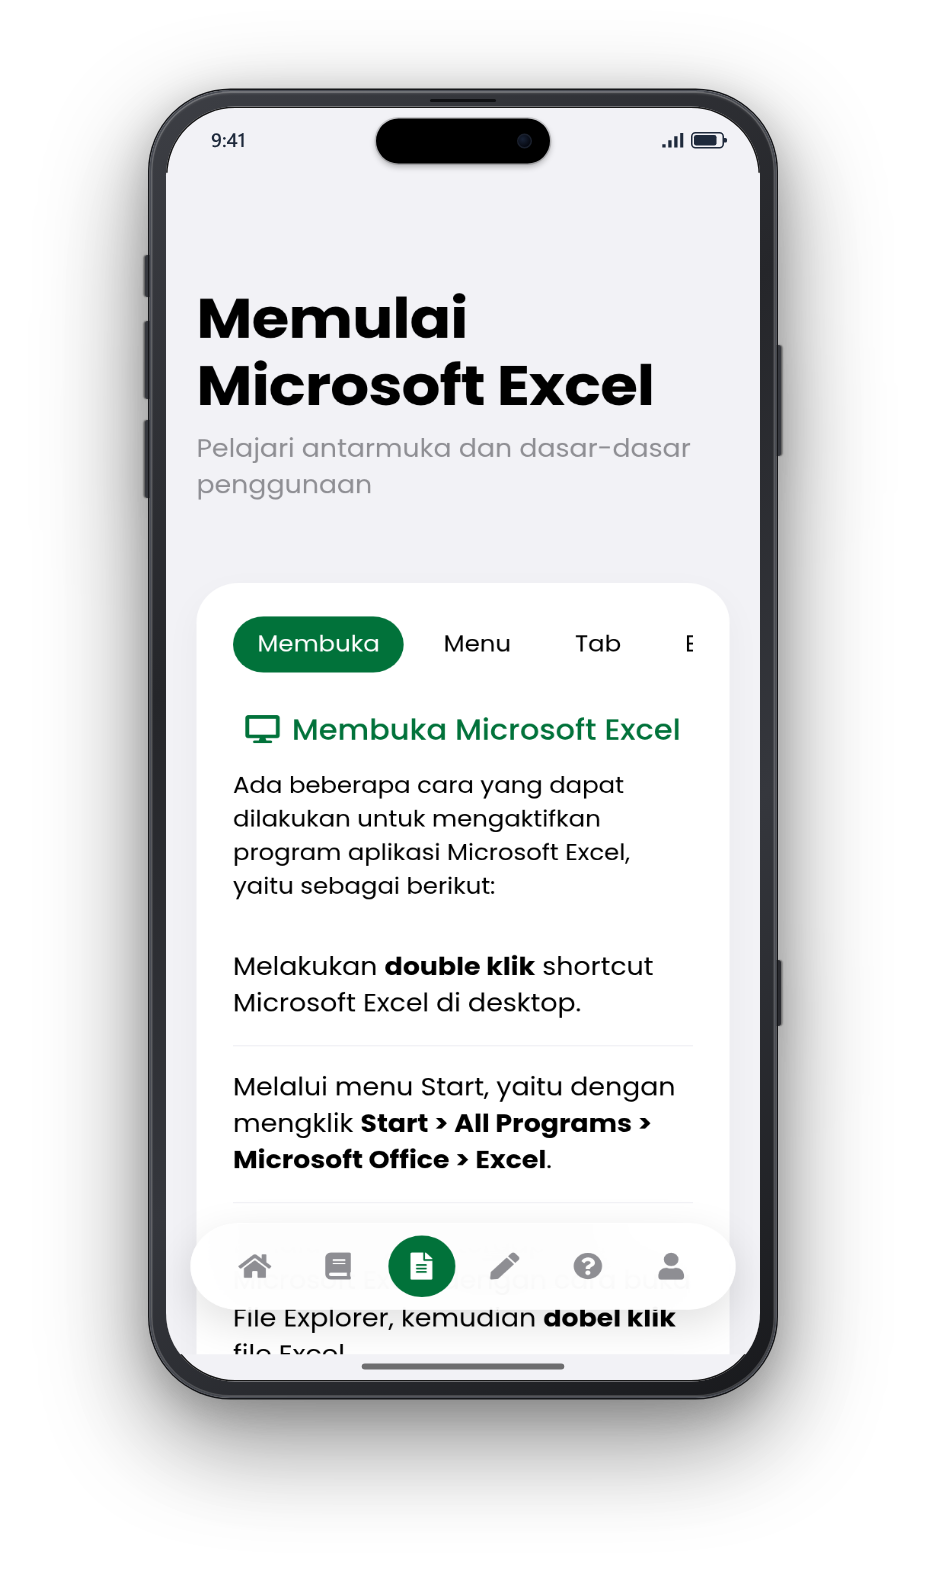 9:41
Memulai
Microsoft Excel
Pelajari antarmuka dan dasar-dasar
penggunaan
Membuka Menu Tab
Membuka Microsoft Excel
Ada beberapa cara yang dapat
dilakukan untuk mengaktifkan
program aplikasi Microsoft Excel,
yaitu sebagai berikut:
Melakukan double klik shortcut
Microsoft Excel di desktop.
Melalui menu Start, yaitu dengan
mengklik Start > All Programs >
Microsoft Office > Excel.
File Explorer, kemudian dobel klik
file Excel